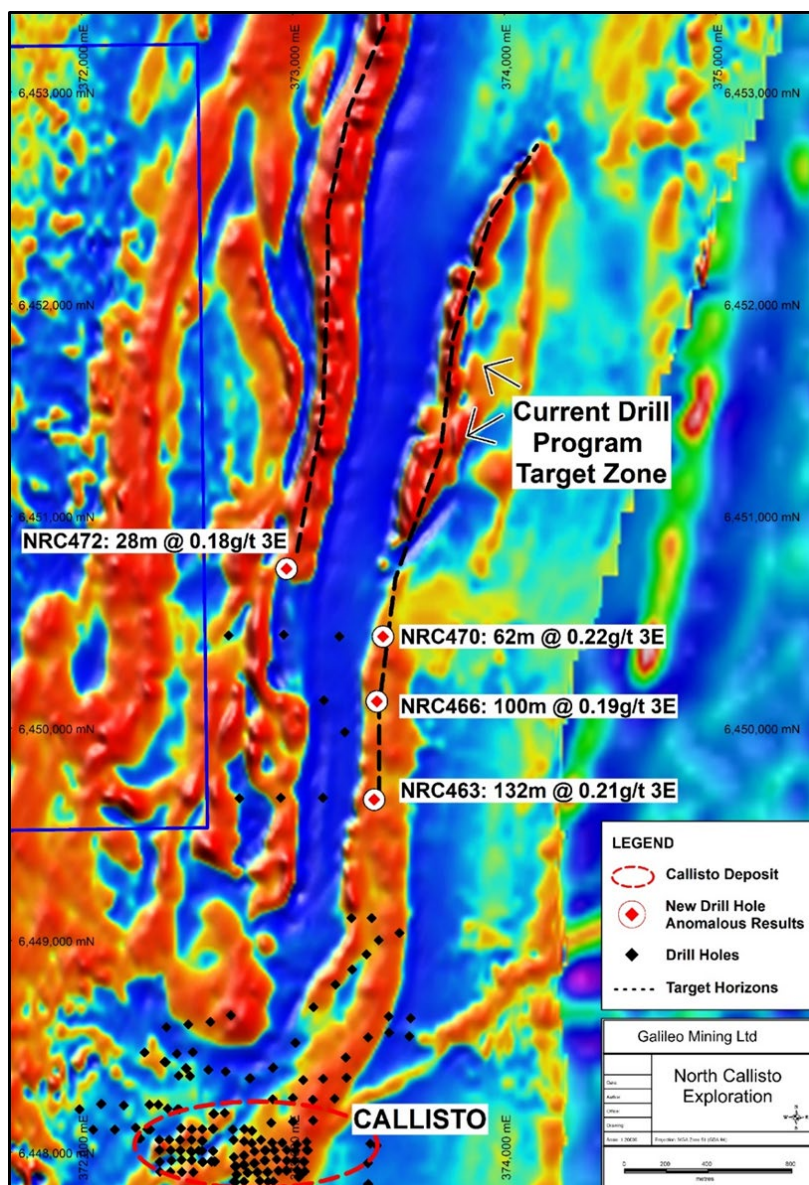 372,000 mE
373,000 mE
374,000 mE
375,000 mE
6,453,000 mN
6,453,000 mN
6,452,000 mN
6,452,000 mN
Current Drill
Program
Target Zone
6,451,000 mN
6,451,000 mN
NRC472: 28m @ 0.18g/t 3E
NRC470: 62m @ 0.22g/t 3E
NRC466: 100m @ 0.19g/t 3E
6,450,000 mN
6,450,000 mN
NRC463: 132m @ 0.21g/t 3E
LEGEND
Callisto Deposit
New Drill Hole
Anomalous Results
Drill Holes
Target Horizons
6,449,000 mN
Galileo Mining Ltd
North Callisto
Exploration
Date
Author
Office
Drawing
CALLISTO
6,448,000 mN
372,000 mE
374,000 mE
0 200 400 800
metres